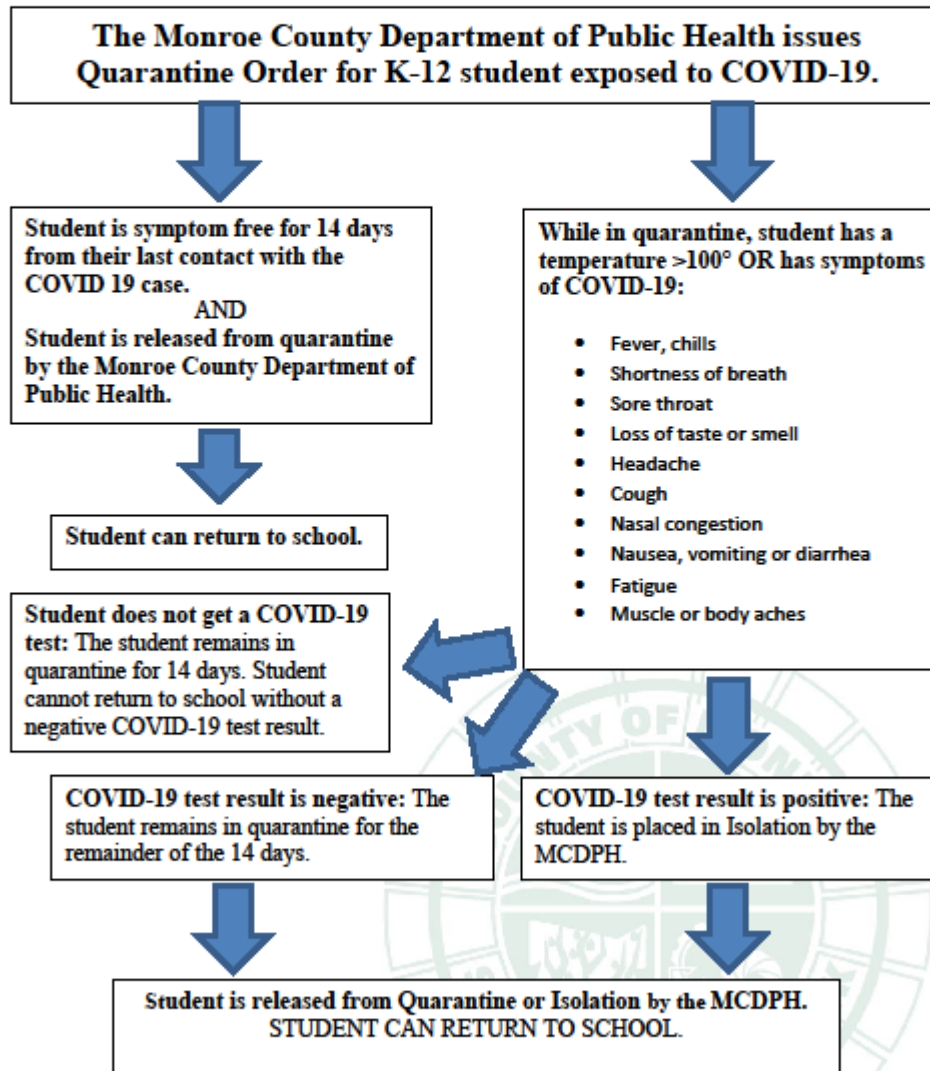 The Monroe County Department of Public Health issues
Quarantine Order for K-12 student exposed to COVID-19.
Student is symptom free for 14 days
from their last contact with the
COVID 19 case.
AND
Student is released from quarantine
by the Monroe County Department of
Public Health.
Student can return to school.
While in quarantine, student has a
temperature >100° OR has symptoms
of COVID-19:
• Fever, chills
• Shortness of breath
• Sore throat
• Loss of taste or smell
• Headache
• Cough
• Nasal congestion
• Nausea, vomiting or diarrhea
• Fatigue
• Muscle or body aches
Student does not get a COVID-19
test: The student remains in
quarantine for 14 days. Student
cannot return to school without a
negative COVID-19 test result.
COVID-19 test result is negative: The
student remains in quarantine for the
remainder of the 14 days.
COVID-19 test result is positive: The
student is placed in Isolation by the
MCDPH.
Student is released from Quarantine or Isolation by the MCDPH.
STUDENT CAN RETURN TO SCHOOL.